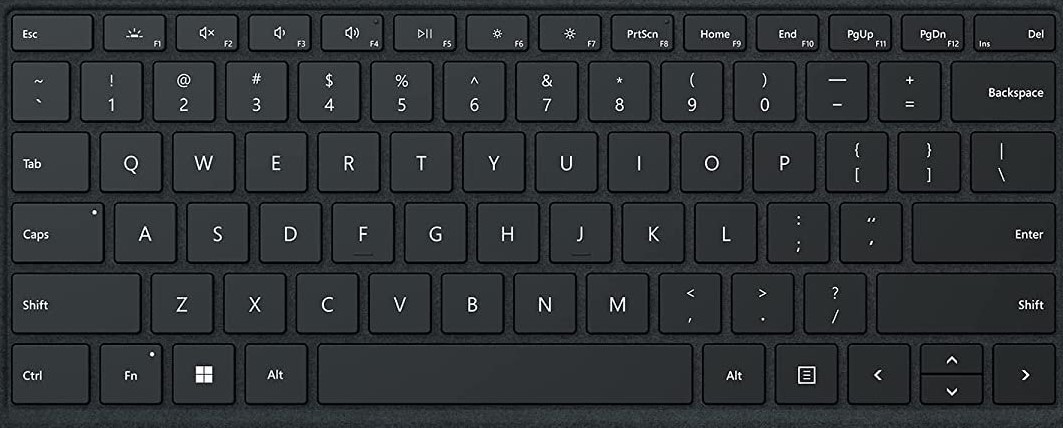 Esc F1 F2 F3 F4 F5 F6 F7 PrtScn F8 Home F9 End F10 PgUp F11 PgDn F12 Ins Del
~ ! @ # $ % ^ & * ( ) — +
` 1 2 3 4 5 6 7 8 9 0 - = Backspace
Tab Q W E R T Y U I O P { [ } ] | \
Caps A S D F G H J K L : ; “ ‘ Enter
Shift Z X C V B N M < , > . ? / Shift
Ctrl Fn Alt Alt < ^ v >